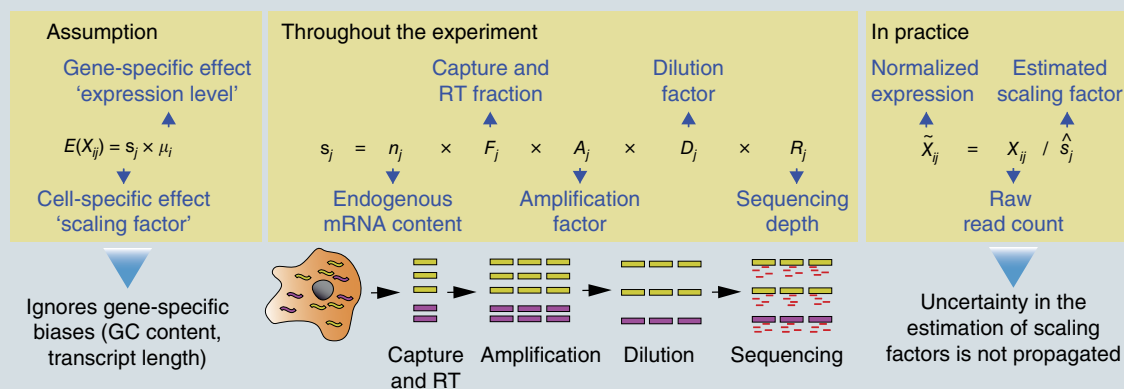 Assumption
Gene-specific effect
‘expression level’
E(X_ij) = s_j × μ_i
Cell-specific effect
‘scaling factor’
Ignores gene-specific
biases (GC content,
transcript length)
Throughout the experiment
Capture and
RT fraction
Dilution
factor
s_j = n_j × F_j × A_j × D_j × R_j
Endogenous
mRNA content
Amplification
factor
Sequencing
depth
Capture
and RT
Amplification
Dilution
Sequencing
In practice
Normalized
expression
Estimated
scaling factor
X̃_ij = X_ij / ŝ_j
Raw
read count
Uncertainty in the
estimation of scaling
factors is not propagated